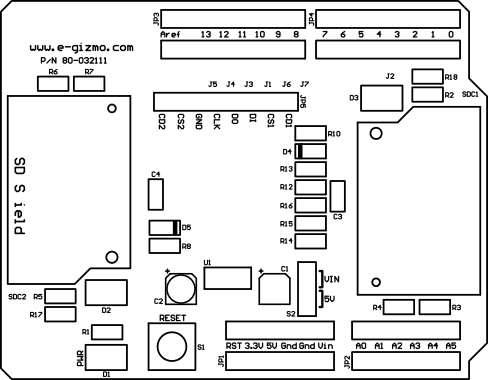 JP3
JP4
Aref 13 12 11 10 9 8
7 6 5 4 3 2 1 0
www.e-gizmo.com
P/N 80-032111
R6 R7
J5 J4 J3 J1 J6 J7
JP6
CD2 CS2 GND CLK DO DI CS1 CD1
J2
R18
D3
R2
SDC1
R10
D4
R13
R12
R16
R15
R14
C3
C4
D5
R8
SD S ield
U1
C2
C1
VIN
5V
S2
SDC2
R5
R17
D2
R1
PWR
D1
RESET
S1
R4 R3
RST 3.3V 5V Gnd Gnd Vin
JP1
A0 A1 A2 A3 A4 A5
JP2